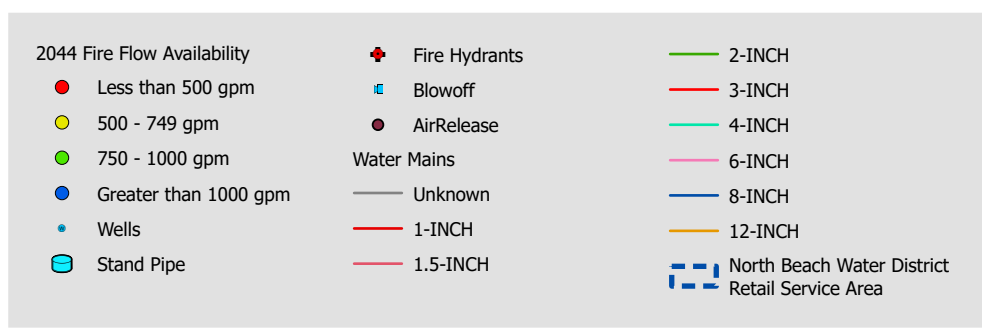 2044 Fire Flow Availability
Less than 500 gpm
500 - 749 gpm
750 - 1000 gpm
Greater than 1000 gpm
Wells
Stand Pipe
Fire Hydrants
Blowoff
AirRelease
Water Mains
Unknown
1-INCH
1.5-INCH
2-INCH
3-INCH
4-INCH
6-INCH
8-INCH
12-INCH
North Beach Water District
Retail Service Area